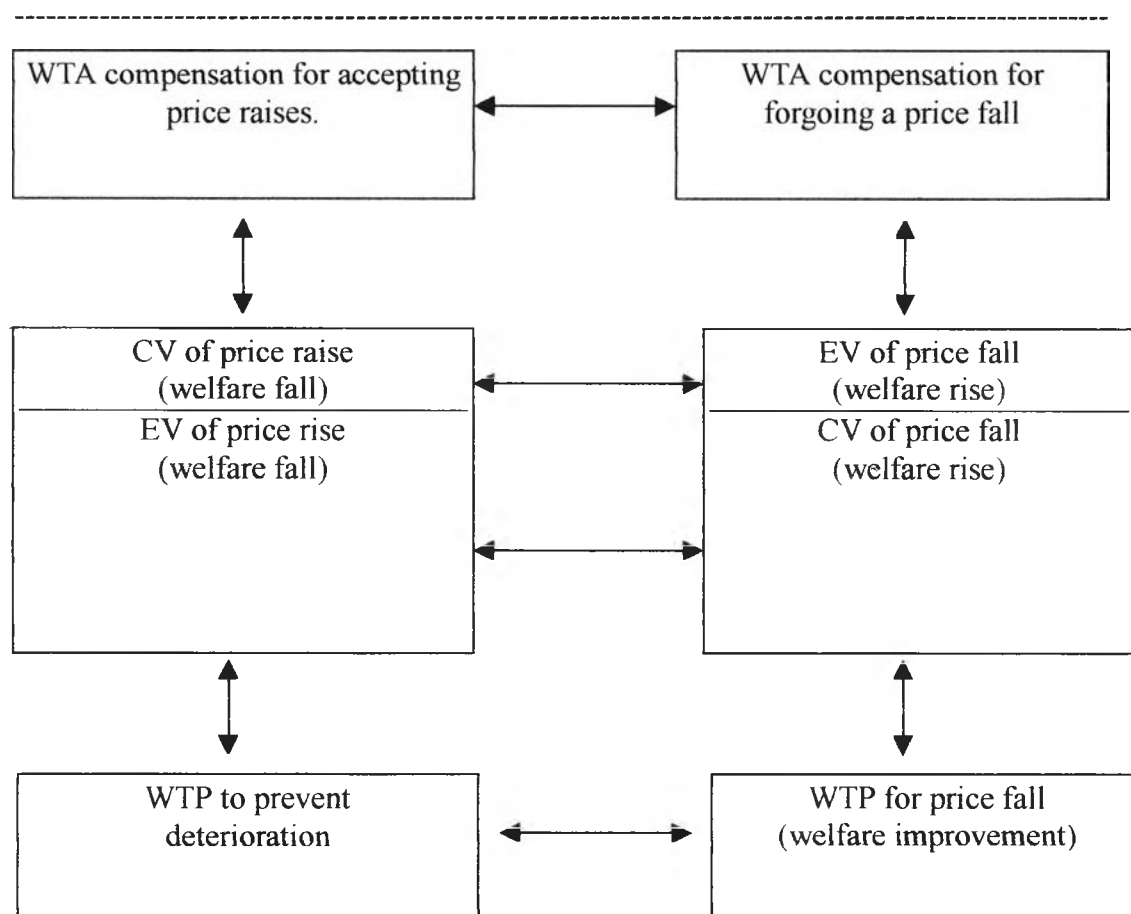 WTA compensation for accepting
price raises.
WTA compensation for
forgoing a price fall
CV of price raise
(welfare fall)
EV of price rise
(welfare fall)
EV of price fall
(welfare rise)
CV of price fall
(welfare rise)
WTP to prevent
deterioration
WTP for price fall
(welfare improvement)